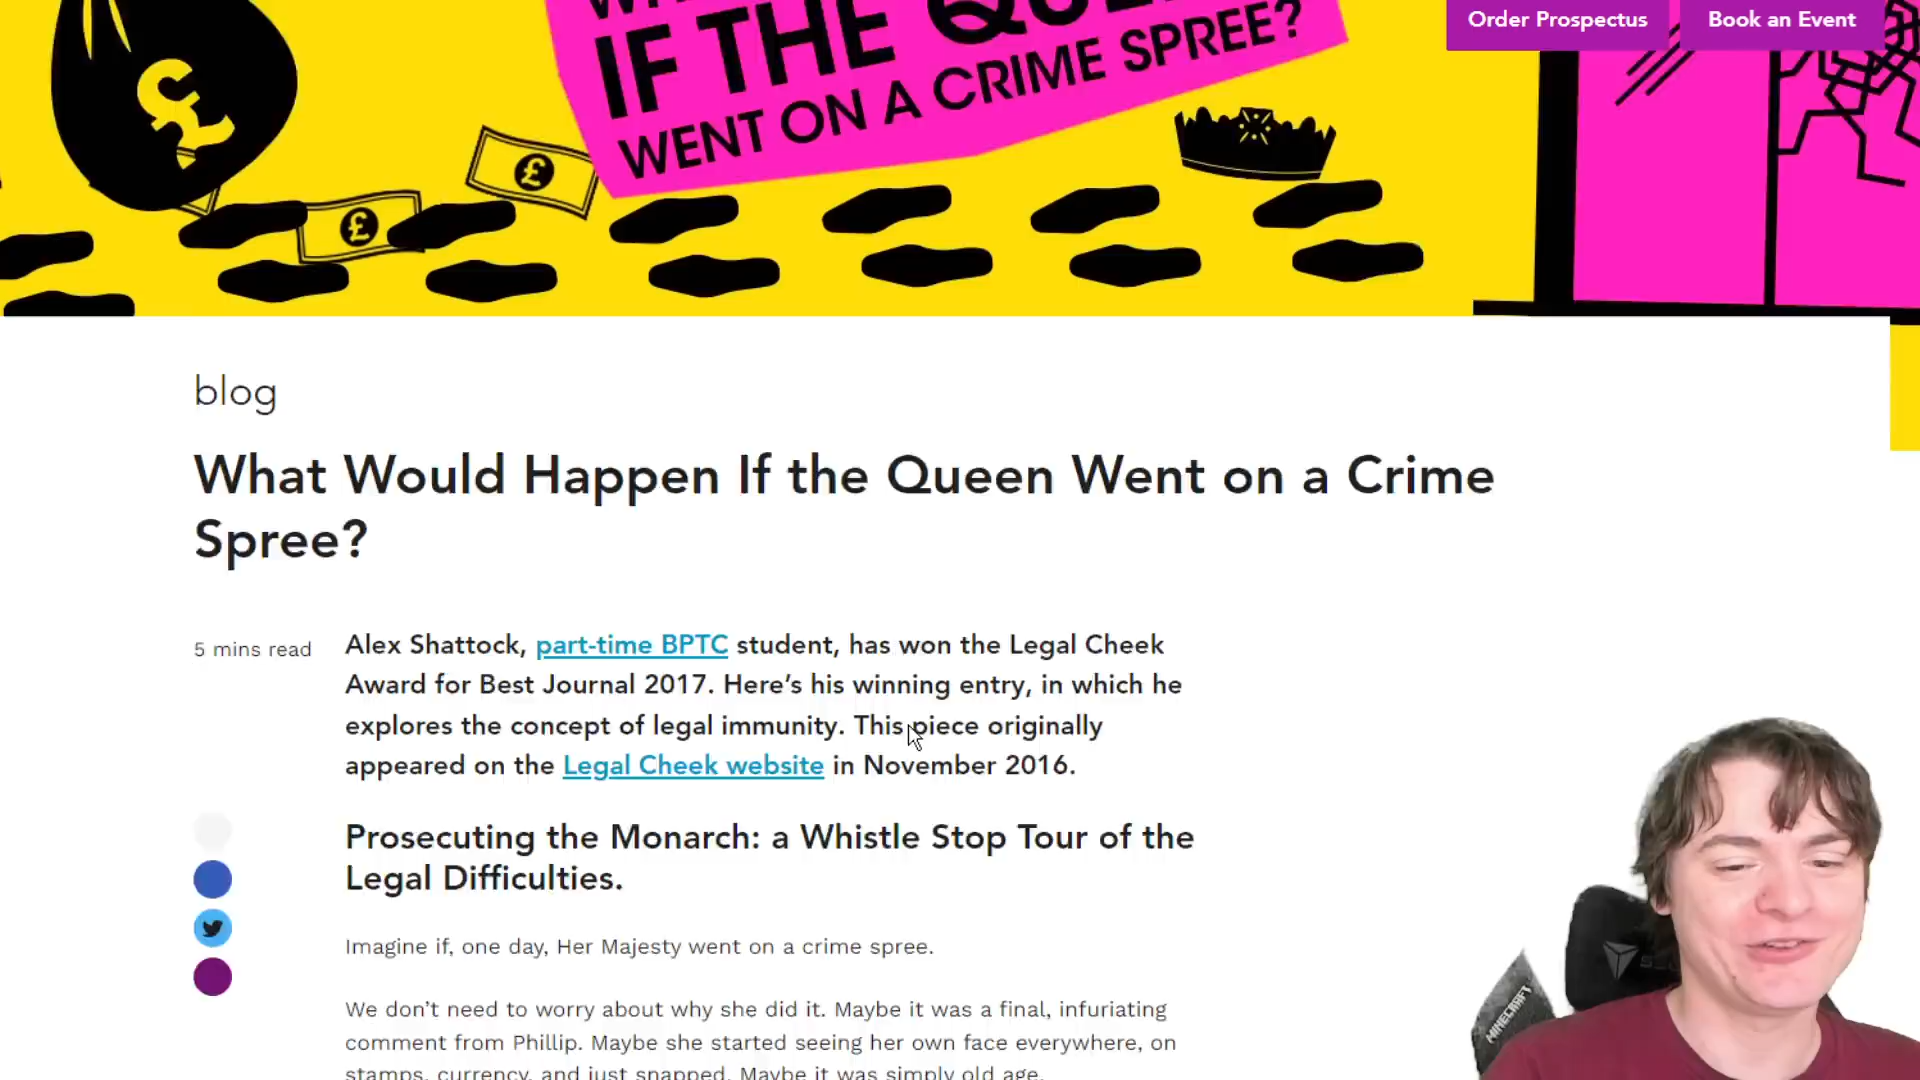 Order Prospectus
Book an Event
IF THE
WENT ON A CRIME SPREE?
£
£
£
blog
What Would Happen If the Queen Went on a Crime
Spree?
5 mins read
Alex Shattock, part-time BPTC student, has won the Legal Cheek
Award for Best Journal 2017. Here’s his winning entry, in which he
explores the concept of legal immunity. This piece originally
appeared on the Legal Cheek website in November 2016.
Prosecuting the Monarch: a Whistle Stop Tour of the
Legal Difficulties.
Imagine if, one day, Her Majesty went on a crime spree.
We don’t need to worry about why she did it. Maybe it was a final, infuriating
comment from Phillip. Maybe she started seeing her own face everywhere, on
stamps, currency, and just snapped. Maybe it was simply old age.
MINECRAFT